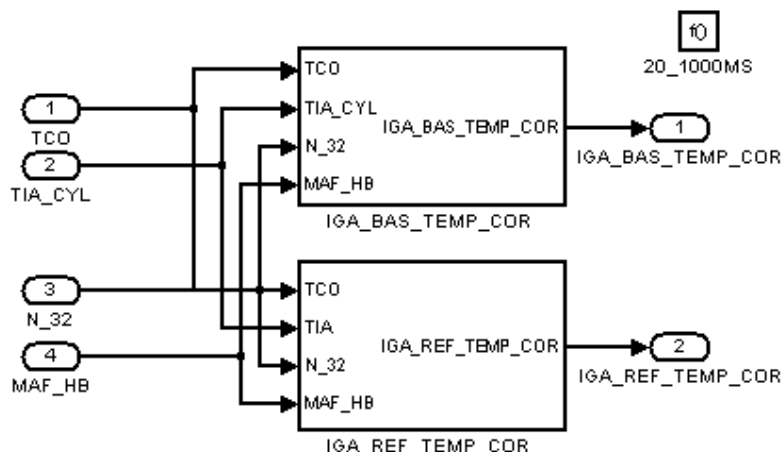 f()
20_1000MS
1
TCO
2
TIA_CYL
3
N_32
4
MAF_HB
TCO
TIA_CYL
N_32
MAF_HB
IGA_BAS_TEMP_COR
IGA_BAS_TEMP_COR
1
IGA_BAS_TEMP_COR
TCO
TIA
N_32
MAF_HB
IGA_REF_TEMP_COR
IGA_REF_TEMP_COR
2
IGA_REF_TEMP_COR